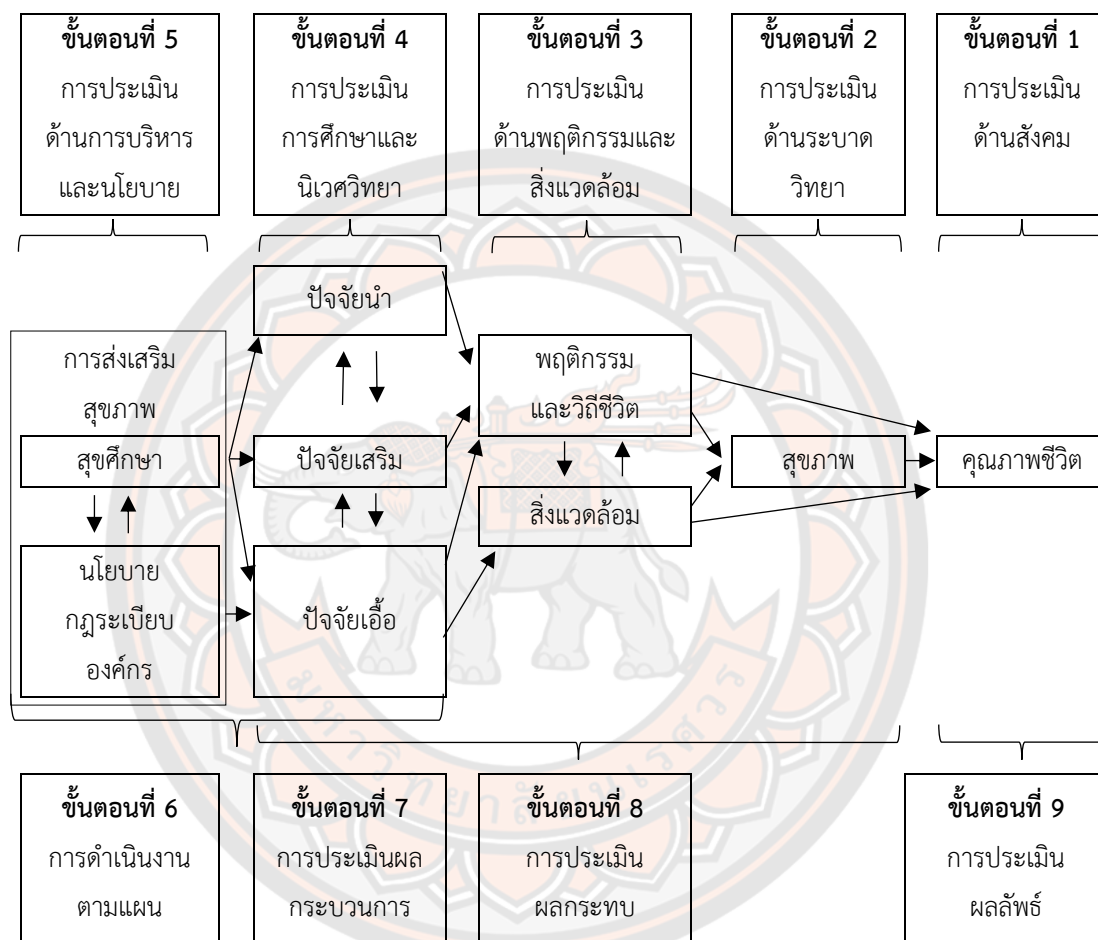 ขั้นตอนที่ 5
การประเมิน
ด้านการบริหาร
และนโยบาย
ขั้นตอนที่ 4
การประเมิน
การศึกษาและ
นิเวศวิทยา
ขั้นตอนที่ 3
การประเมิน
ด้านพฤติกรรมและ
สิ่งแวดล้อม
ขั้นตอนที่ 2
การประเมิน
ด้านระบาด
วิทยา
ขั้นตอนที่ 1
การประเมิน
ด้านสังคม
การส่งเสริม
สุขภาพ
สุขศึกษา
นโยบาย
กฎระเบียบ
องค์กร
ปัจจัยนำ
ปัจจัยเสริม
ปัจจัยเอื้อ
พฤติกรรม
และวิถีชีวิต
สิ่งแวดล้อม
สุขภาพ
คุณภาพชีวิต
มหาวิทยาลัยนเรศวร
ขั้นตอนที่ 6
การดำเนินงาน
ตามแผน
ขั้นตอนที่ 7
การประเมินผล
กระบวนการ
ขั้นตอนที่ 8
การประเมิน
ผลกระทบ
ขั้นตอนที่ 9
การประเมิน
ผลลัพธ์